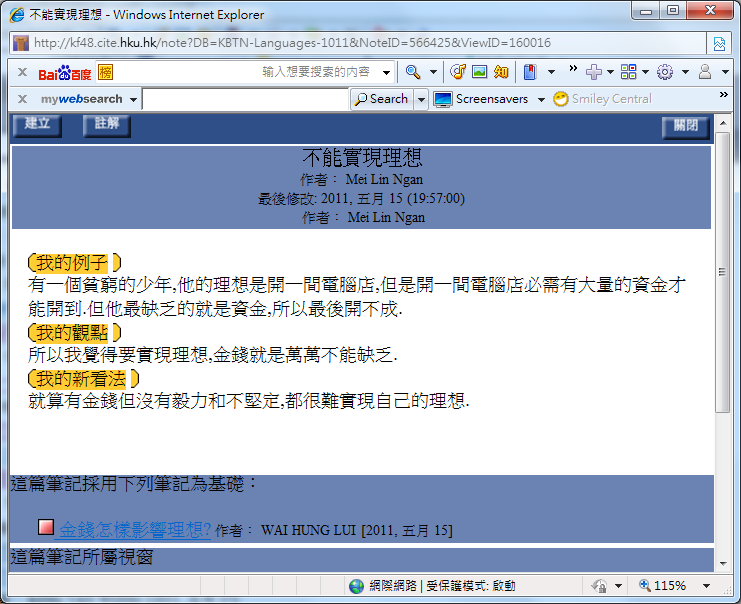 不能實現理想 - Windows Internet Explorer
http://kf48.cite.hku.hk/note?DB=KBTN-Languages-1011&NoteID=566425&ViewID=160016
x Bai百度 榜 輸入想要搜索的內容 知 »
x mywebsearch Search Screensavers Smiley Central »
建立 註解 關閉
不能實現理想
作者： Mei Lin Ngan
最後修改: 2011, 五月 15 (19:57:00)
作者： Mei Lin Ngan
(我的例子 )
有一個貧窮的少年,他的理想是開一間電腦店,但是開一間電腦店必需有大量的資金才
能開到.但他最缺乏的就是資金,所以最後開不成.
(我的觀點 )
所以我覺得要實現理想,金錢就是萬萬不能缺乏.
(我的新看法 )
就算有金錢但沒有毅力和不堅定,都很難實現自己的理想.
這篇筆記採用下列筆記為基礎：
金錢怎樣影響理想? 作者： WAI HUNG LUI [2011, 五月 15]
這篇筆記所屬視窗
網際網路 | 受保護模式: 啟動 115%